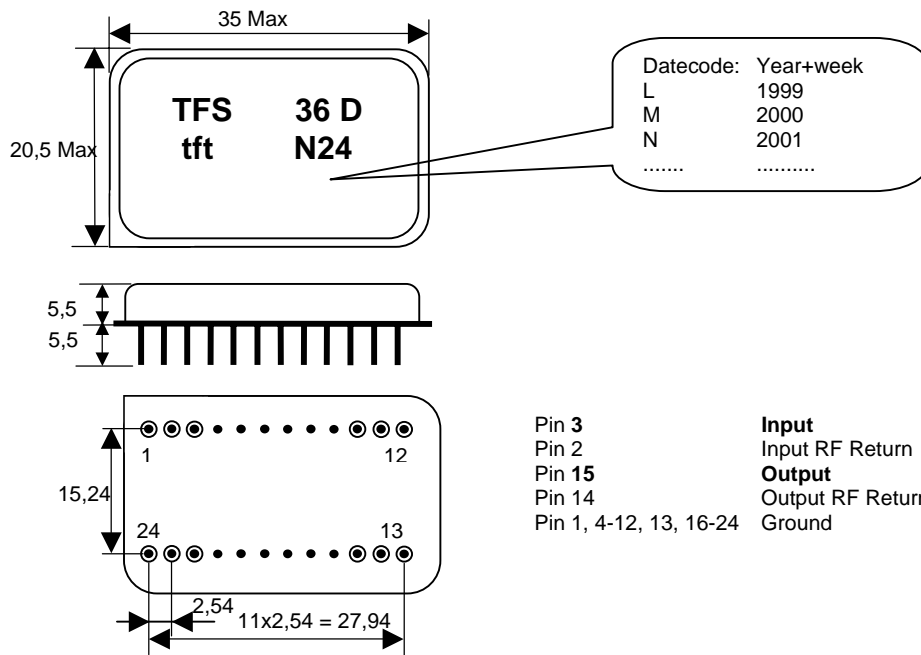 35 Max
20,5 Max
TFS 36 D
tft N24
Datecode: Year+week
L 1999
M 2000
N 2001
....... ..........
5,5
5,5
1 12
15,24
24 13
2,54
11x2,54 = 27,94
Pin 3 Input
Pin 2 Input RF Return
Pin 15 Output
Pin 14 Output RF Return
Pin 1, 4-12, 13, 16-24 Ground